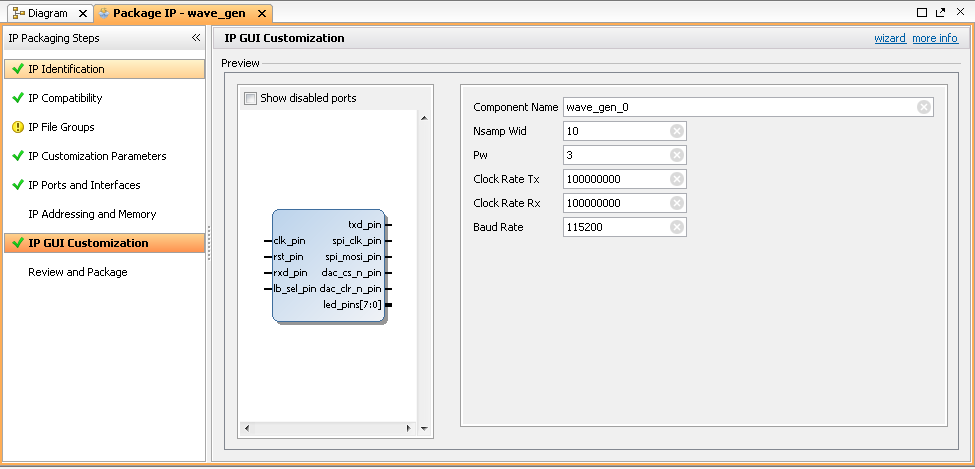 Diagram
Package IP - wave_gen
IP Packaging Steps
IP Identification
IP Compatibility
IP File Groups
IP Customization Parameters
IP Ports and Interfaces
IP Addressing and Memory
IP GUI Customization
Review and Package
IP GUI Customization
wizard
more info
Preview
Show disabled ports
txd_pin
clk_pin spi_clk_pin
rst_pin spi_mosi_pin
rxd_pin dac_cs_n_pin
lb_sel_pin dac_clr_n_pin
led_pins[7:0]
Component Name wave_gen_0
Nsamp Wid 10
Pw 3
Clock Rate Tx 100000000
Clock Rate Rx 100000000
Baud Rate 115200